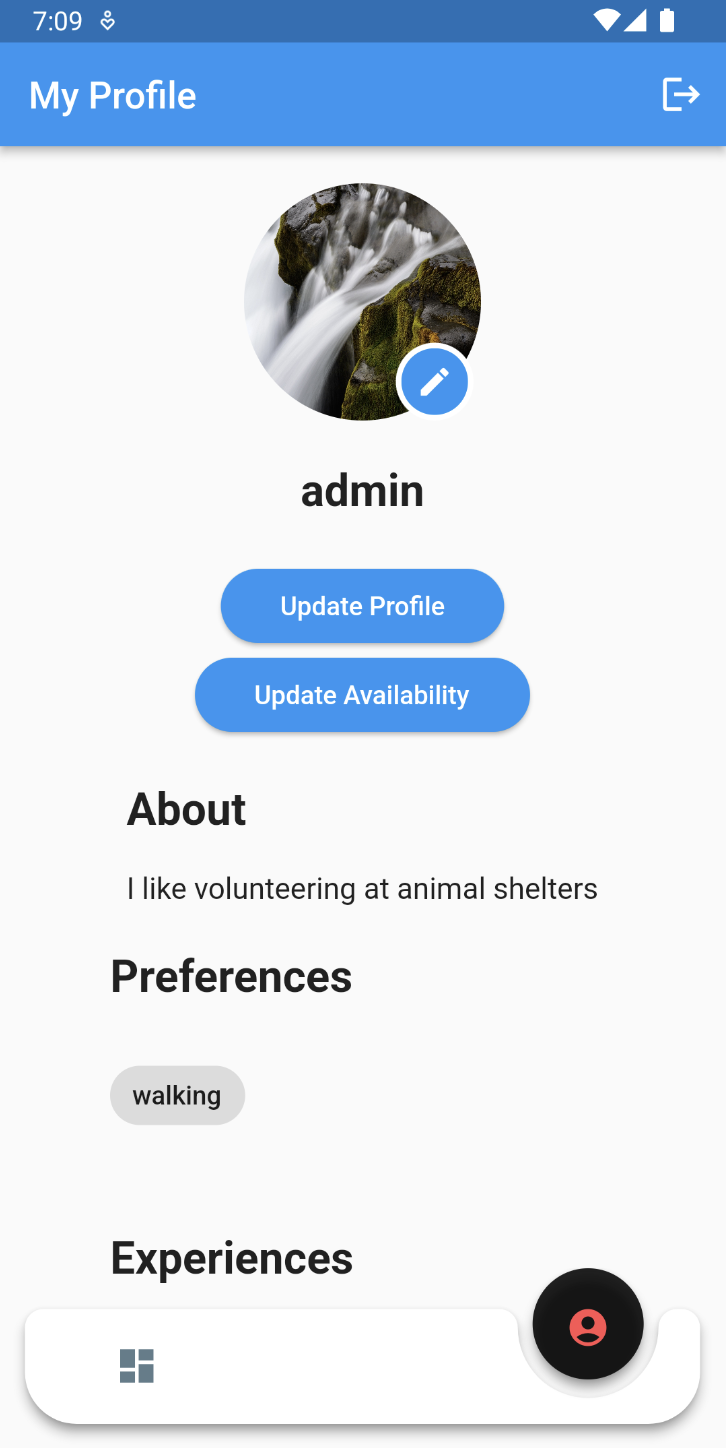 7:09
My Profile
admin
Update Profile
Update Availability
About
I like volunteering at animal shelters
Preferences
walking
Experiences